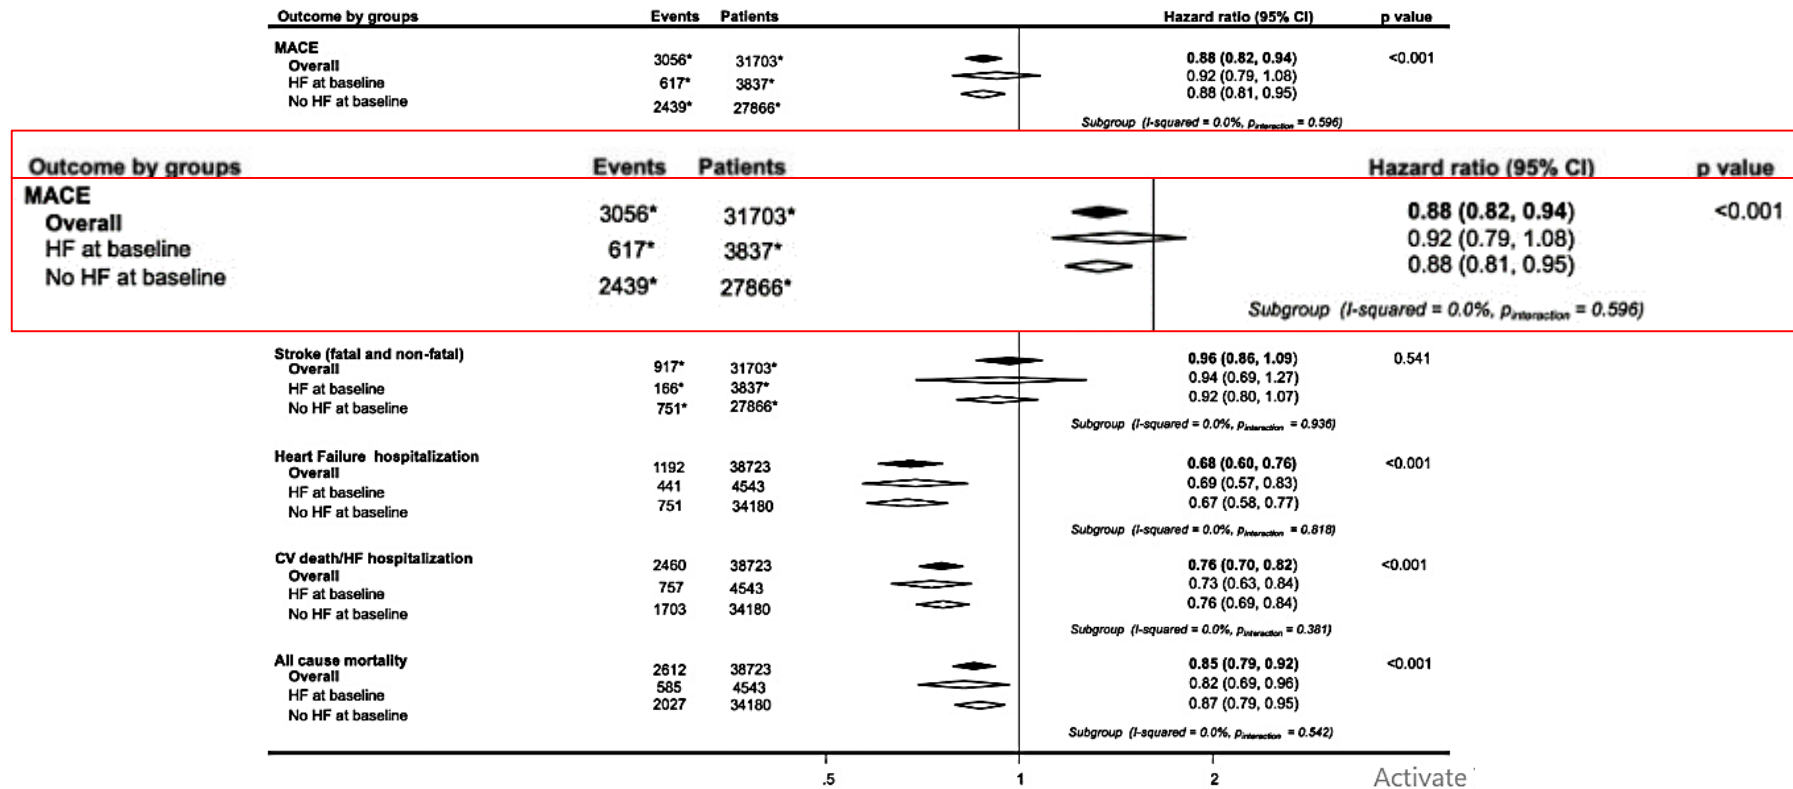 Outcome by groups Events Patients Hazard ratio (95% CI) p value
MACE
Overall 3056* 31703* 0.88 (0.82, 0.94) <0.001
HF at baseline 617* 3837* 0.92 (0.79, 1.08)
No HF at baseline 2439* 27866* 0.88 (0.81, 0.95)
Subgroup (I-squared = 0.0%, pinteraction = 0.596)
Outcome by groups Events Patients Hazard ratio (95% CI) p value
MACE
Overall 3056* 31703* 0.88 (0.82, 0.94) <0.001
HF at baseline 617* 3837* 0.92 (0.79, 1.08)
No HF at baseline 2439* 27866* 0.88 (0.81, 0.95)
Subgroup (I-squared = 0.0%, pinteraction = 0.596)
Stroke (fatal and non-fatal)
Overall 917* 31703* 0.96 (0.86, 1.09) 0.541
HF at baseline 166* 3837* 0.94 (0.69, 1.27)
No HF at baseline 751* 27866* 0.92 (0.80, 1.07)
Subgroup (I-squared = 0.0%, pinteraction = 0.936)
Heart Failure hospitalization
Overall 1192 38723 0.68 (0.60, 0.76) <0.001
HF at baseline 441 4543 0.69 (0.57, 0.83)
No HF at baseline 751 34180 0.67 (0.58, 0.77)
Subgroup (I-squared = 0.0%, pinteraction = 0.818)
CV death/HF hospitalization
Overall 2460 38723 0.76 (0.70, 0.82) <0.001
HF at baseline 757 4543 0.73 (0.63, 0.84)
No HF at baseline 1703 34180 0.76 (0.69, 0.84)
Subgroup (I-squared = 0.0%, pinteraction = 0.381)
All cause mortality
Overall 2612 38723 0.85 (0.79, 0.92) <0.001
HF at baseline 585 4543 0.82 (0.69, 0.96)
No HF at baseline 2027 34180 0.87 (0.79, 0.95)
Subgroup (I-squared = 0.0%, pinteraction = 0.542)
.5 1 2
Activate